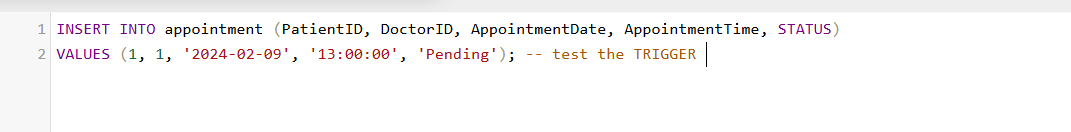 1 INSERT INTO appointment (PatientID, DoctorID, AppointmentDate, AppointmentTime, STATUS)
2 VALUES (1, 1, '2024-02-09', '13:00:00', 'Pending'); -- test the TRIGGER